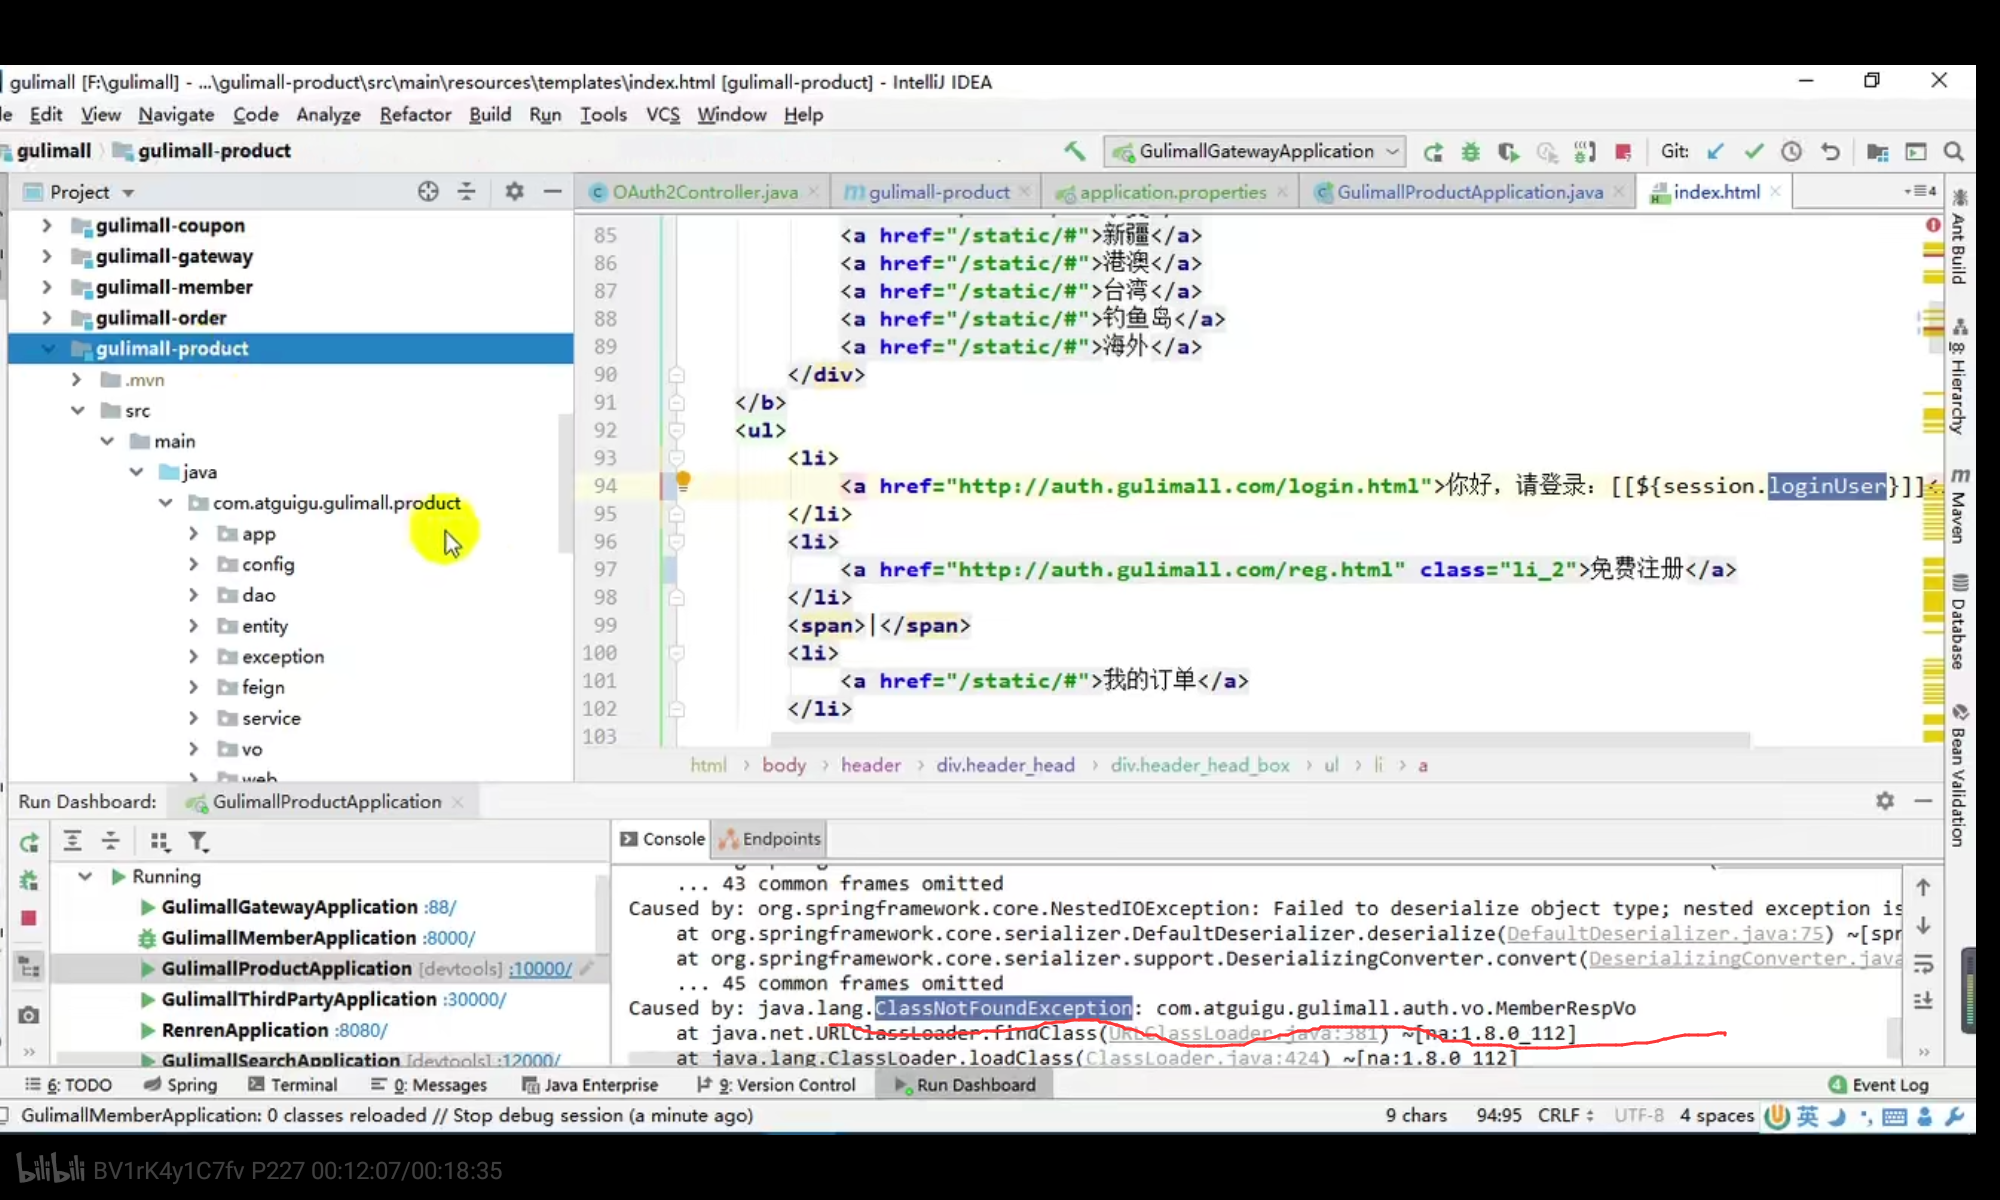 gulimall [F:\gulimall] - ...\gulimall-product\src\main\resources\templates\index.html [gulimall-product] - IntelliJ IDEA
Edit View Navigate Code Analyze Refactor Build Run Tools VCS Window Help
gulimall gulimall-product
GulimallGatewayApplication
Git:
Project
OAuth2Controller.java
gulimall-product
application.properties
GulimallProductApplication.java
index.html
4
gulimall-coupon
gulimall-gateway
gulimall-member
gulimall-order
gulimall-product
.mvn
src
main
java
com.atguigu.gulimall.product
app
config
dao
entity
exception
feign
service
vo
web
85 <a href="/static/#">新疆</a>
86 <a href="/static/#">港澳</a>
87 <a href="/static/#">台湾</a>
88 <a href="/static/#">钓鱼岛</a>
89 <a href="/static/#">海外</a>
90 </div>
91 </b>
92 <ul>
93 <li>
94 <a href="http://auth.gulimall.com/login.html">你好，请登录：[[${session.loginUser}]]<
95 </li>
96 <li>
97 <a href="http://auth.gulimall.com/reg.html" class="li_2">免费注册</a>
98 </li>
99 <span>|</span>
100 <li>
101 <a href="/static/#">我的订单</a>
102 </li>
103
html body header div.header_head div.header_head_box ul li a
Ant Build
8: Hierarchy
Maven
Database
Bean Validation
Run Dashboard: GulimallProductApplication
Running
GulimallGatewayApplication :88/
GulimallMemberApplication :8000/
GulimallProductApplication [devtools] :10000/
GulimallThirdPartyApplication :30000/
RenrenApplication :8080/
GulimallSearchApplication [devtools] :12000/
Console Endpoints
... 43 common frames omitted
Caused by: org.springframework.core.NestedIOException: Failed to deserialize object type; nested exception is
at org.springframework.core.serializer.DefaultDeserializer.deserialize(DefaultDeserializer.java:75) ~[spr
at org.springframework.core.serializer.support.DeserializingConverter.convert(DeserializingConverter.java
... 45 common frames omitted
Caused by: java.lang.ClassNotFoundException: com.atguigu.gulimall.auth.vo.MemberRespVo
at java.net.URLClassLoader.findClass(URLClassLoader.java:381) ~[na:1.8.0_112]
at java.lang.ClassLoader.loadClass(ClassLoader.java:424) ~[na:1.8.0_112]
6: TODO Spring Terminal 0: Messages Java Enterprise 9: Version Control Run Dashboard 4 Event Log
GulimallMemberApplication: 0 classes reloaded // Stop debug session (a minute ago) 9 chars 94:95 CRLF UTF-8 4 spaces 英
bilibili BV1rK4y1C7fv P227 00:12:07/00:18:35